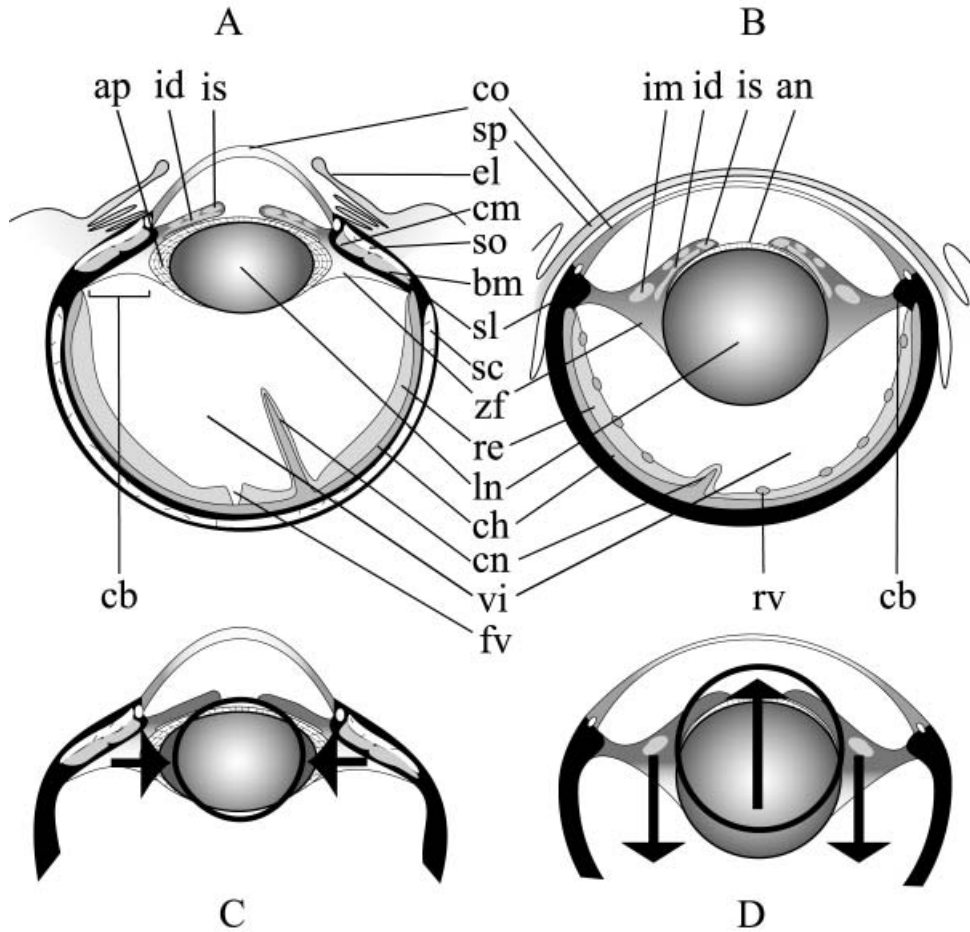 A B
ap id is co im id is an
sp
el
cm
so
bm
sl
sc
zf
re
ln
ch
cn
cb vi rv cb
fv
C D